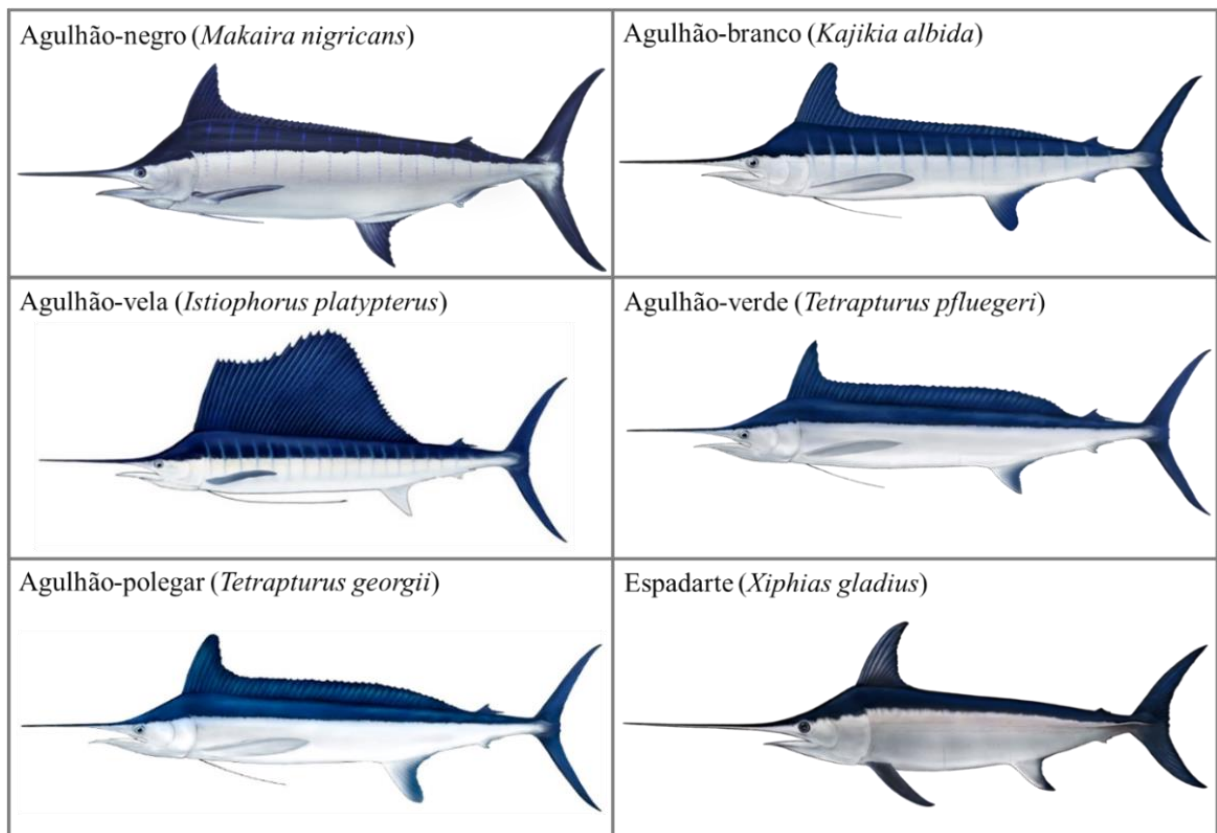 Agulhão-negro (Makaira nigricans)
Agulhão-branco (Kajikia albida)
Agulhão-vela (Istiophorus platypterus)
Agulhão-verde (Tetrapturus pfluegeri)
Agulhão-polegar (Tetrapturus georgii)
Espadarte (Xiphias gladius)